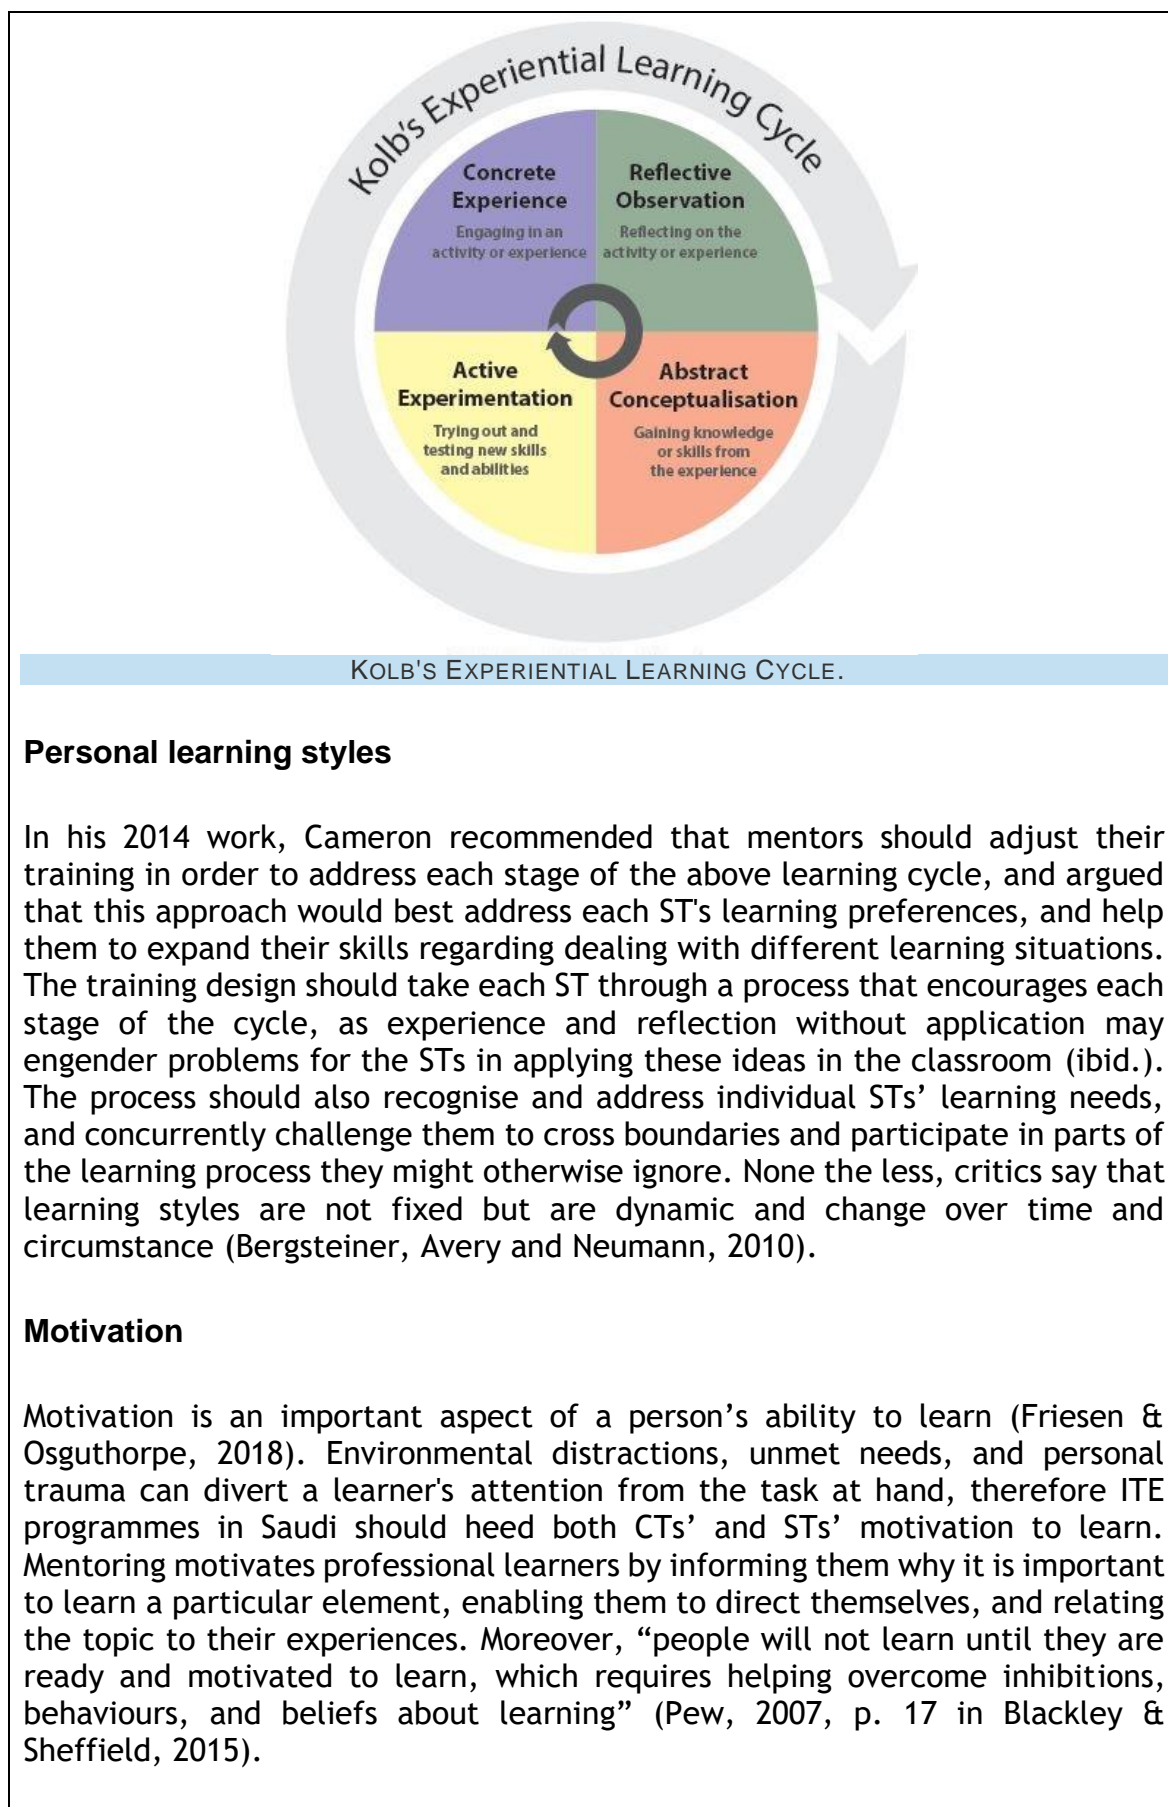 Kolb's Experiential Learning Cycle
Concrete
Experience
Engaging in an
activity or experience
Reflective
Observation
Reflecting on the
activity or experience
Active
Experimentation
Trying out and
testing new skills
and abilities
Abstract
Conceptualisation
Gaining knowledge
or skills from
the experience
KOLB'S EXPERIENTIAL LEARNING CYCLE.
Personal learning styles
In his 2014 work, Cameron recommended that mentors should adjust their
training in order to address each stage of the above learning cycle, and argued
that this approach would best address each ST's learning preferences, and help
them to expand their skills regarding dealing with different learning situations.
The training design should take each ST through a process that encourages each
stage of the cycle, as experience and reflection without application may
engender problems for the STs in applying these ideas in the classroom (ibid.).
The process should also recognise and address individual STs’ learning needs,
and concurrently challenge them to cross boundaries and participate in parts of
the learning process they might otherwise ignore. None the less, critics say that
learning styles are not fixed but are dynamic and change over time and
circumstance (Bergsteiner, Avery and Neumann, 2010).
Motivation
Motivation is an important aspect of a person’s ability to learn (Friesen &
Osguthorpe, 2018). Environmental distractions, unmet needs, and personal
trauma can divert a learner's attention from the task at hand, therefore ITE
programmes in Saudi should heed both CTs’ and STs’ motivation to learn.
Mentoring motivates professional learners by informing them why it is important
to learn a particular element, enabling them to direct themselves, and relating
the topic to their experiences. Moreover, “people will not learn until they are
ready and motivated to learn, which requires helping overcome inhibitions,
behaviours, and beliefs about learning” (Pew, 2007, p. 17 in Blackley &
Sheffield, 2015).